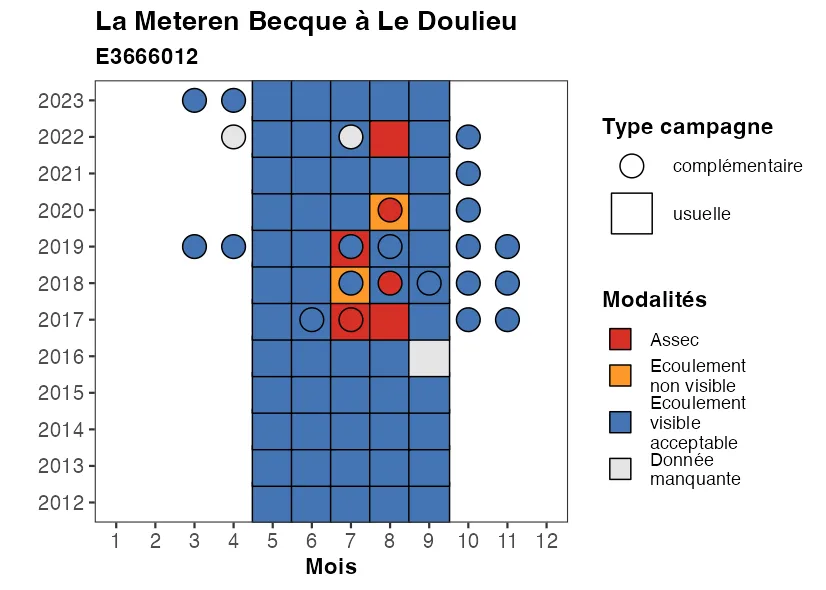 La Meteren Becque à Le Doulieu
E3666012
2023
2022
2021
2020
2019
2018
2017
2016
2015
2014
2013
2012
1 2 3 4 5 6 7 8 9 10 11 12
Mois
Type campagne
complémentaire
usuelle
Modalités
Assec
Ecoulement
non visible
Ecoulement
visible
acceptable
Donnée
manquante